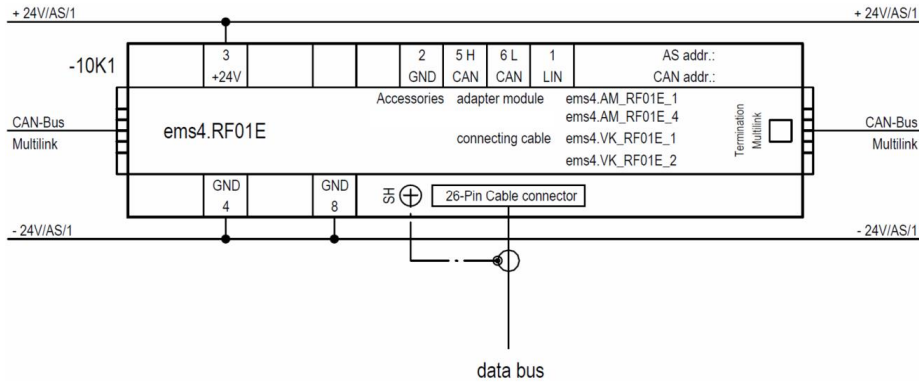 + 24V/AS/1
+ 24V/AS/1
-10K1
3
+24V
2
GND
5 H
CAN
6 L
CAN
1
LIN
AS addr.:
CAN addr.:
CAN-Bus
Multilink
ems4.RF01E
Accessories adapter module ems4.AM_RF01E_1
ems4.AM_RF01E_4
connecting cable ems4.VK_RF01E_1
ems4.VK_RF01E_2
Termination
Multilink
CAN-Bus
Multilink
GND
4
GND
8
SH
26-Pin Cable connector
- 24V/AS/1
- 24V/AS/1
data bus